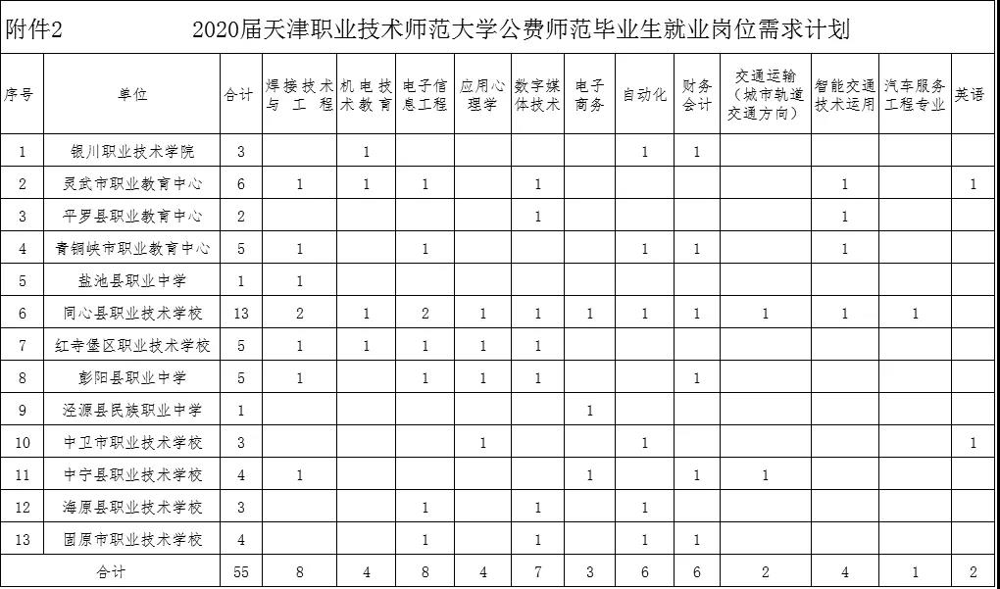 附件2 2020届天津职业技术师范大学公费师范毕业生就业岗位需求计划
序号 单位 合计 焊接技术与工程 机电技术教育 电子信息工程 应用心理学 数字媒体技术 电子商务 自动化 财务会计 交通运输（城市轨道交通方向） 智能交通技术运用 汽车服务工程专业 英语
1 银川职业技术学院 3 1 1 1
2 灵武市职业教育中心 6 1 1 1 1 1 1
3 平罗县职业教育中心 2 1 1
4 青铜峡市职业教育中心 5 1 1 1 1 1
5 盐池县职业中学 1 1
6 同心县职业技术学校 13 2 1 2 1 1 1 1 1 1 1 1
7 红寺堡区职业技术学校 5 1 1 1 1 1
8 彭阳县职业中学 5 1 1 1 1 1
9 泾源县民族职业中学 1 1
10 中卫市职业技术学校 3 1 1 1
11 中宁县职业技术学校 4 1 1 1 1
12 海原县职业技术学校 3 1 1 1
13 固原市职业技术学校 4 1 1 1 1
合计 55 8 4 8 4 7 3 6 6 2 4 1 2